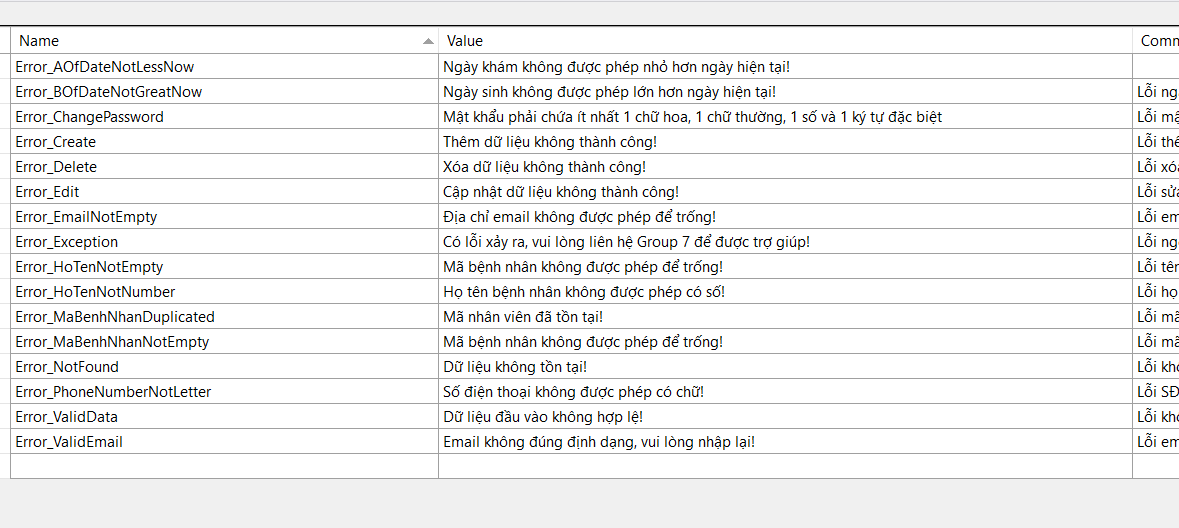 Name Value Comm
Error_AOfDateNotLessNow Ngày khám không được phép nhỏ hơn ngày hiện tại!
Error_BOfDateNotGreatNow Ngày sinh không được phép lớn hơn ngày hiện tại! Lỗi ng
Error_ChangePassword Mật khẩu phải chứa ít nhất 1 chữ hoa, 1 chữ thường, 1 số và 1 ký tự đặc biệt Lỗi mậ
Error_Create Thêm dữ liệu không thành công! Lỗi thê
Error_Delete Xóa dữ liệu không thành công! Lỗi xóa
Error_Edit Cập nhật dữ liệu không thành công! Lỗi sửa
Error_EmailNotEmpty Địa chỉ email không được phép để trống! Lỗi em
Error_Exception Có lỗi xảy ra, vui lòng liên hệ Group 7 để được trợ giúp! Lỗi ng
Error_HoTenNotEmpty Mã bệnh nhân không được phép để trống! Lỗi tên
Error_HoTenNotNumber Họ tên bệnh nhân không được phép có số! Lỗi họ
Error_MaBenhNhanDuplicated Mã nhân viên đã tồn tại! Lỗi mã
Error_MaBenhNhanNotEmpty Mã bệnh nhân không được phép để trống! Lỗi mã
Error_NotFound Dữ liệu không tồn tại! Lỗi khô
Error_PhoneNumberNotLetter Số điện thoại không được phép có chữ! Lỗi SĐ
Error_ValidData Dữ liệu đầu vào không hợp lệ! Lỗi khô
Error_ValidEmail Email không đúng định dạng, vui lòng nhập lại! Lỗi em